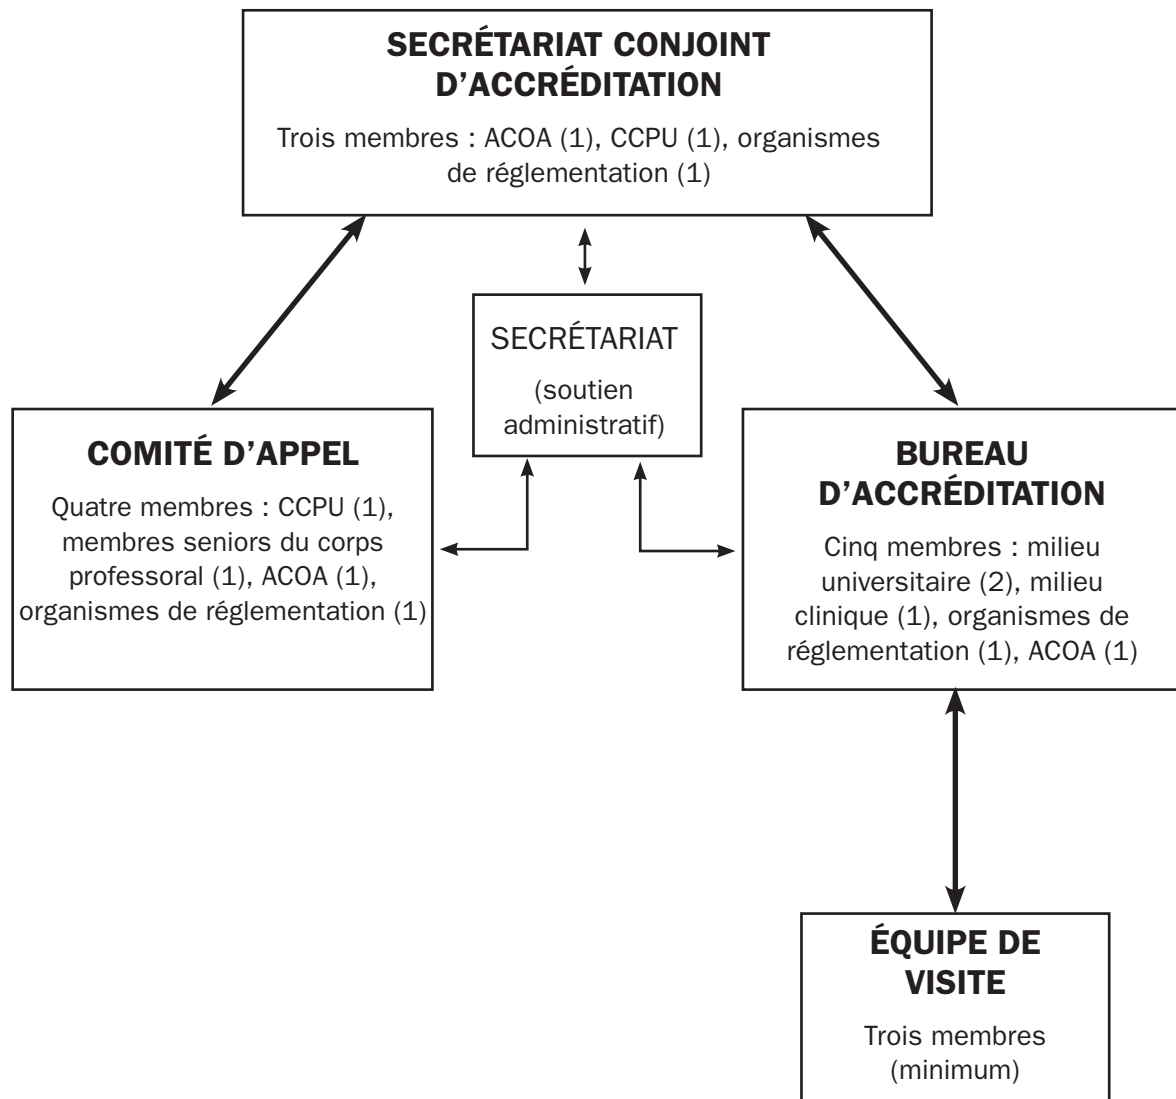 SECRÉTARIAT CONJOINT
D’ACCRÉDITATION
Trois membres : ACOA (1), CCPU (1), organismes
de réglementation (1)
SECRÉTARIAT
(soutien
administratif)
COMITÉ D’APPEL
Quatre membres : CCPU (1),
membres seniors du corps
professoral (1), ACOA (1),
organismes de réglementation (1)
BUREAU
D’ACCRÉDITATION
Cinq membres : milieu
universitaire (2), milieu
clinique (1), organismes de
réglementation (1), ACOA (1)
ÉQUIPE DE
VISITE
Trois membres
(minimum)